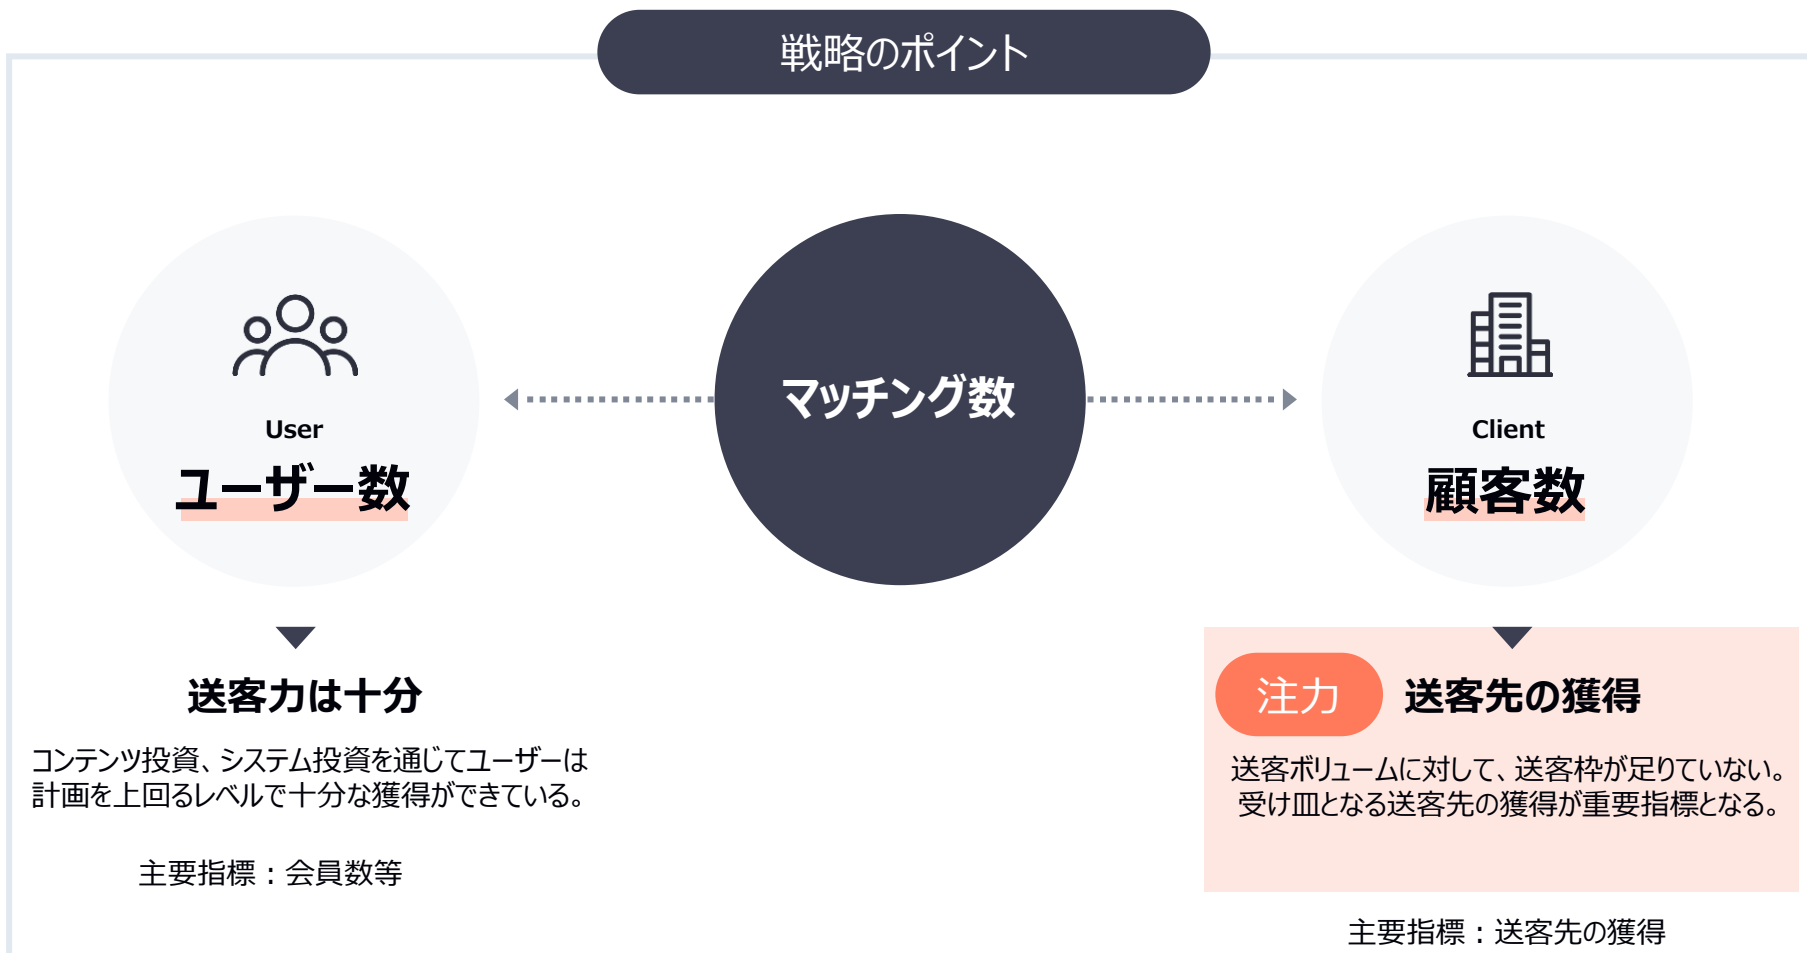 戦略のポイント
User
ユーザー数
マッチング数
Client
顧客数
送客力は十分
コンテンツ投資、システム投資を通じてユーザーは
計画を上回るレベルで十分な獲得ができている。
主要指標：会員数等
注力
送客先の獲得
送客ボリュームに対して、送客枠が足りていない。
受け皿となる送客先の獲得が重要指標となる。
主要指標：送客先の獲得